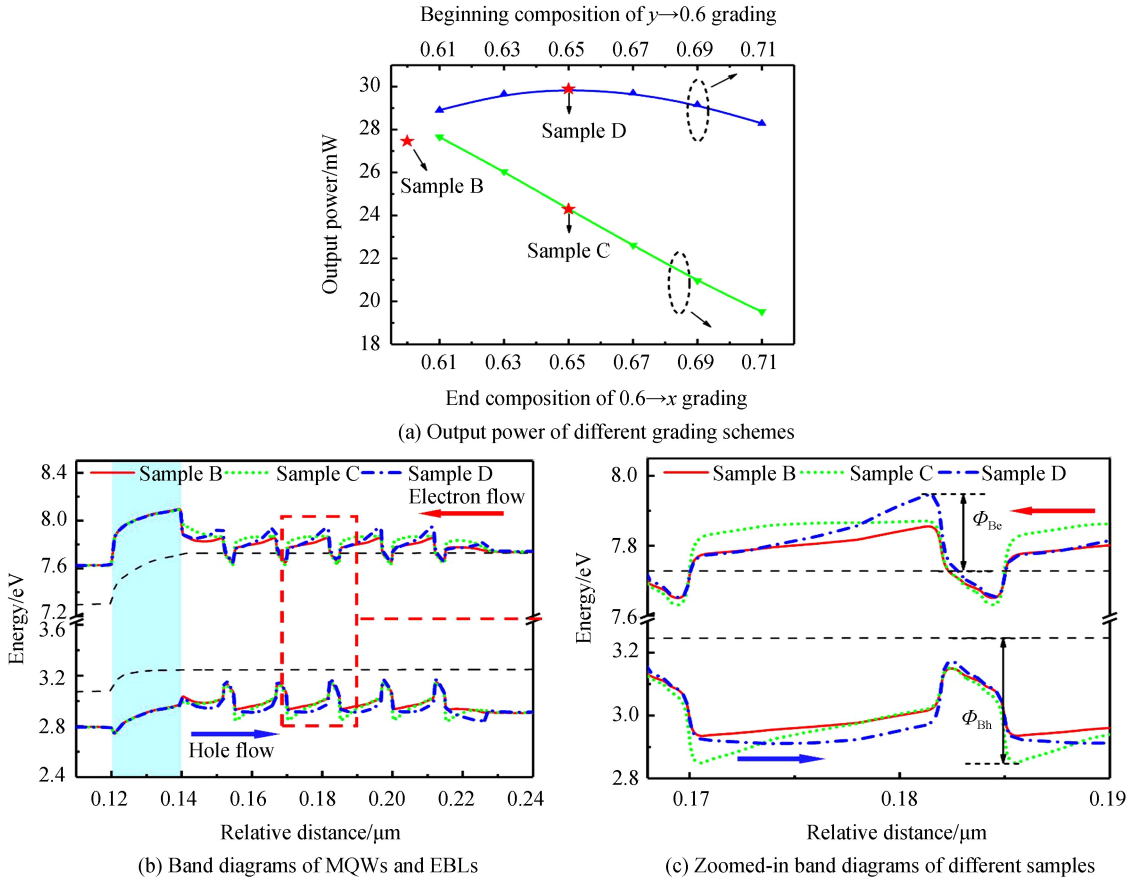 Beginning composition of y→0.6 grading
0.61 0.63 0.65 0.67 0.69 0.71
30
28
26
24
22
20
18
Output power/mW
Sample D
Sample B
Sample C
0.61 0.63 0.65 0.67 0.69 0.71
End composition of 0.6→x grading
(a) Output power of different grading schemes
8.4
8.0
7.6
7.2
3.6
3.2
2.8
2.4
Energy/eV
Sample B Sample C Sample D
Electron flow
Hole flow
0.12 0.14 0.16 0.18 0.20 0.22 0.24
Relative distance/μm
(b) Band diagrams of MQWs and EBLs
8.0
7.8
7.6
3.2
3.0
2.8
Energy/eV
Sample B Sample C Sample D
ΦBe
ΦBh
0.17 0.18 0.19
Relative distance/μm
(c) Zoomed-in band diagrams of different samples